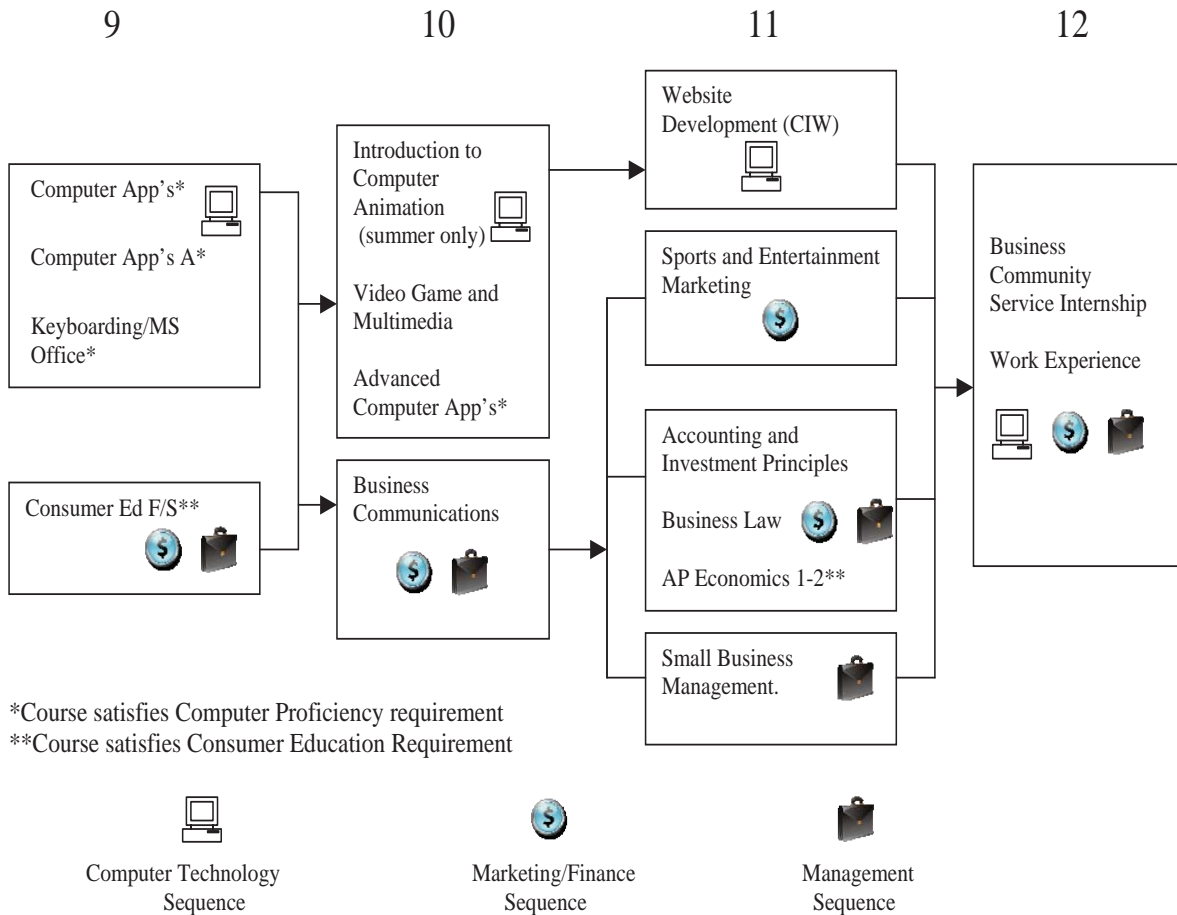 9
10
11
12
Computer App's*
Computer App's A*
Keyboarding/MS
Office*
Consumer Ed F/S**
Introduction to
Computer
Animation
(summer only)
Video Game and
Multimedia
Advanced
Computer App's*
Business
Communications
Website
Development (CIW)
Sports and Entertainment
Marketing
$
Accounting and
Investment Principles
Business Law
AP Economics 1-2**
Small Business
Management.
Business
Community
Service Internship
Work Experience
*Course satisfies Computer Proficiency requirement
**Course satisfies Consumer Education Requirement
Computer Technology
Sequence
Marketing/Finance
Sequence
Management
Sequence